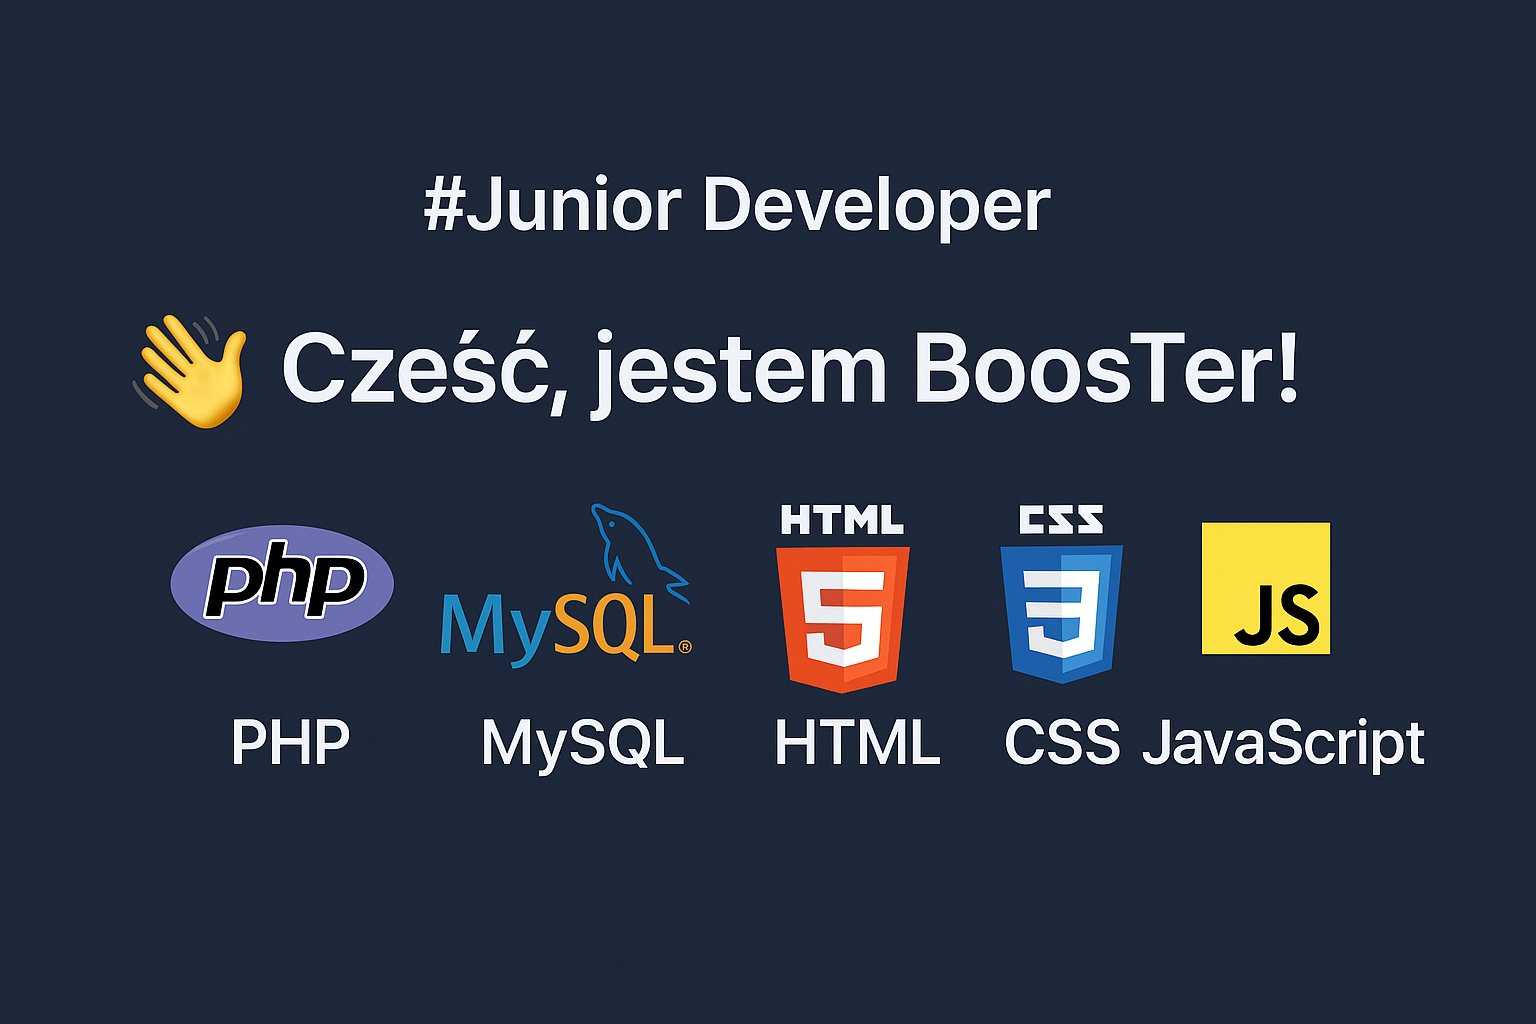 #Junior Developer
👋 Cześć, jestem BoosTer!
HTML CSS
php MySQL® 5 3 JS
PHP MySQL HTML CSS JavaScript